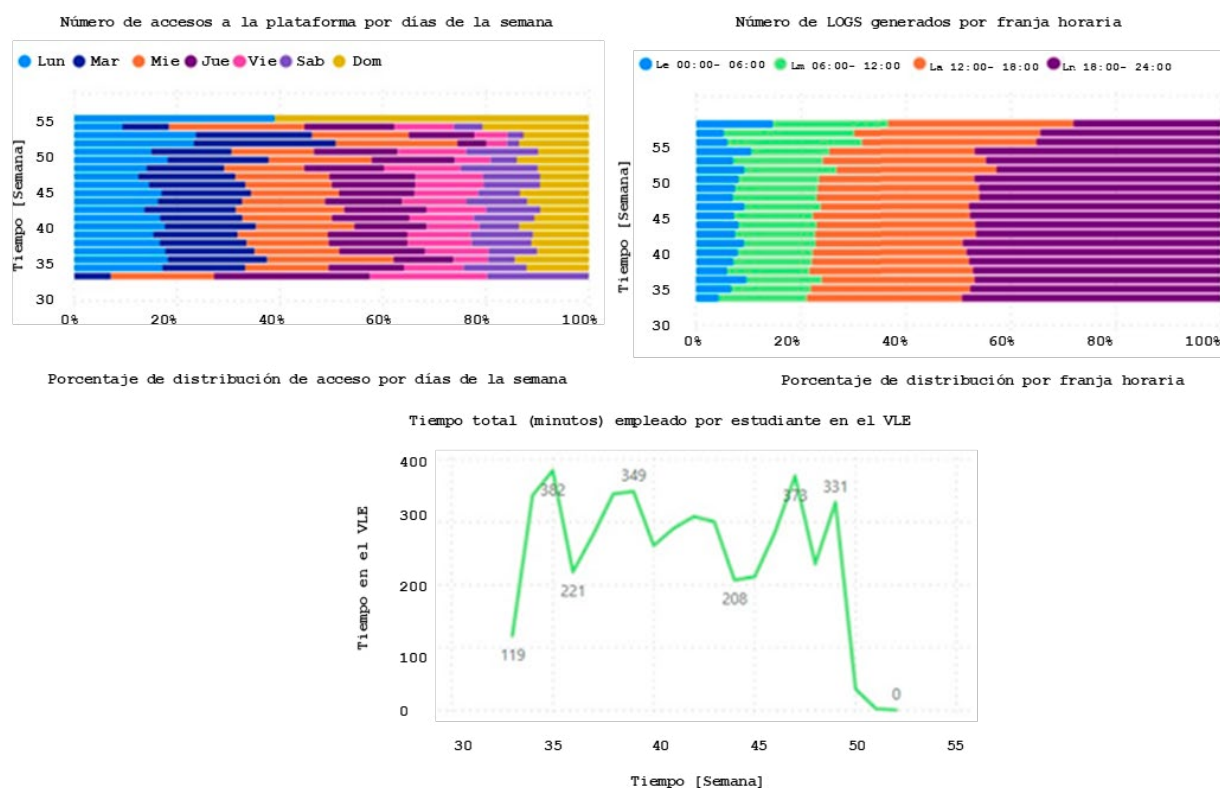 Número de accesos a la plataforma por días de la semana
Lun Mar Mie Jue Vie Sab Dom
Tiempo [Semana]
55
50
45
40
35
30
0% 20% 40% 60% 80% 100%
Porcentaje de distribución de acceso por días de la semana
Número de LOGS generados por franja horaria
Le 00:00- 06:00 Lm 06:00- 12:00 La 12:00- 18:00 Ln 18:00- 24:00
Tiempo [Semana]
55
50
45
40
35
30
0% 20% 40% 60% 80% 100%
Porcentaje de distribución por franja horaria
Tiempo total (minutos) empleado por estudiante en el VLE
Tiempo en el VLE
400
300
200
100
0
119
382
221
349
208
373
331
0
30 35 40 45 50 55
Tiempo [Semana]